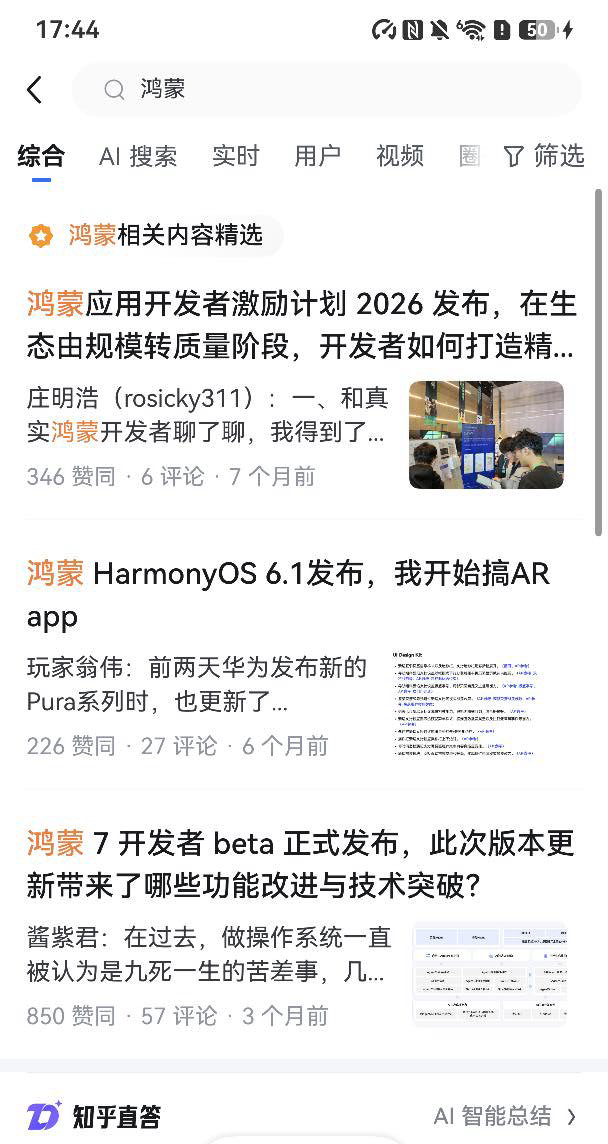 17:44
6
50
鸿蒙
综合 AI 搜索 实时 用户 视频 圈 筛选
鸿蒙相关内容精选
鸿蒙应用开发者激励计划 2026 发布，在生
态由规模转质量阶段，开发者如何打造精...
庄明浩（rosicky311）：一、和真
实鸿蒙开发者聊了聊，我得到了...
346 赞同 · 6 评论 · 7 个月前
鸿蒙 HarmonyOS 6.1发布，我开始搞AR
app
玩家翁伟：前两天华为发布新的
Pura系列时，也更新了...
UI Design Kit
226 赞同 · 27 评论 · 6 个月前
鸿蒙 7 开发者 beta 正式发布，此次版本更
新带来了哪些功能改进与技术突破？
酱紫君：在过去，做操作系统一直
被认为是九死一生的苦差事，几...
850 赞同 · 57 评论 · 3 个月前
知乎直答 AI 智能总结